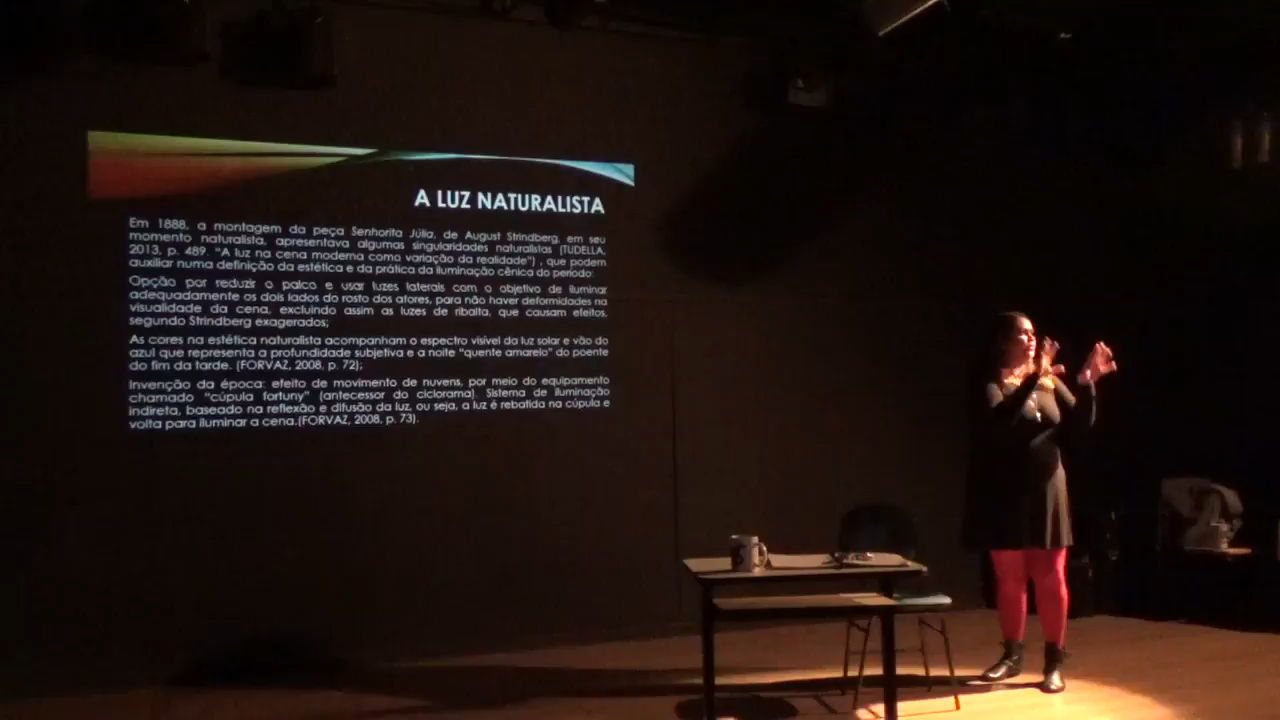 A LUZ NATURALISTA
Em 1888, a montagem da peça Senhorita Júlia, de August Strindberg, em seu
momento naturalista, apresentava algumas singularidades naturalistas (TUDELLA,
2013, p. 489. “A luz na cena moderna como variação da realidade”) , que podem
auxiliar numa definição da estética e da prática da iluminação cênica do período:
Opção por reduzir o palco e usar luzes laterais com o objetivo de iluminar
adequadamente os dois lados do rosto dos atores, para não haver deformidades na
visualidade da cena, excluindo assim as luzes de ribalta, que causam efeitos,
segundo Strindberg exagerados;
As cores na estética naturalista acompanham o espectro visível da luz solar e vão do
azul que representa a profundidade subjetiva e a noite “quente amarelo” do poente
do fim da tarde. (FORVAZ, 2008, p. 72);
Invenção da época: efeito de movimento de nuvens, por meio do equipamento
chamado “cúpula fortuny” (antecessor do ciclorama). Sistema de iluminação
indireta, baseado na reflexão e difusão da luz, ou seja, a luz é rebatida na cúpula e
volta para iluminar a cena.(FORVAZ, 2008, p. 73).